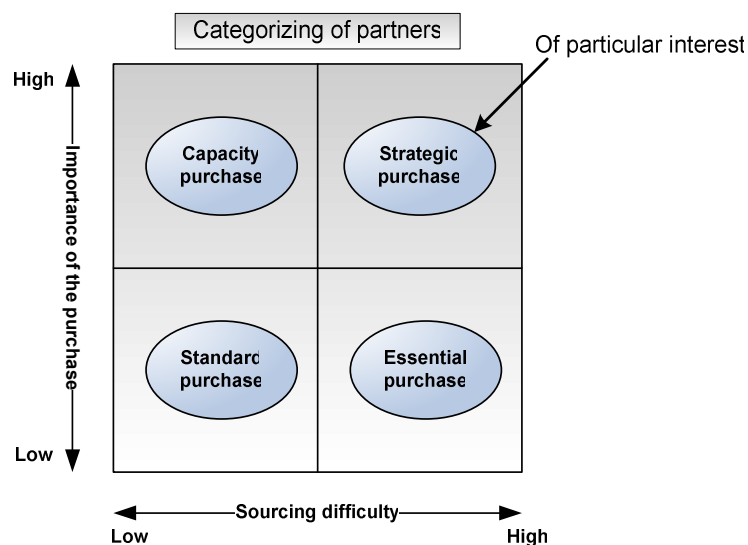 Categorizing of partners
Of particular interest
High
Capacity
purchase
Strategic
purchase
Importance of the purchase
Standard
purchase
Essential
purchase
Low
Sourcing difficulty
Low
High